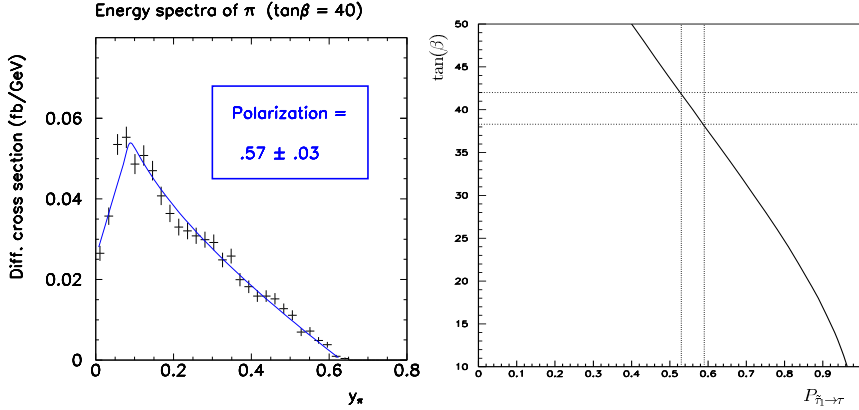 Energy spectra of π (tanβ = 40)
Diff. cross section (fb/GeV)
0.06
0.04
0.02
0
Polarization =
.57 ± .03
0 0.2 0.4 0.6 0.8
y_π
tan(β)
50
45
40
35
30
25
20
15
10
0 0.1 0.2 0.3 0.4 0.5 0.6 0.7 0.8 0.9
P_{τ̃₁→τ}